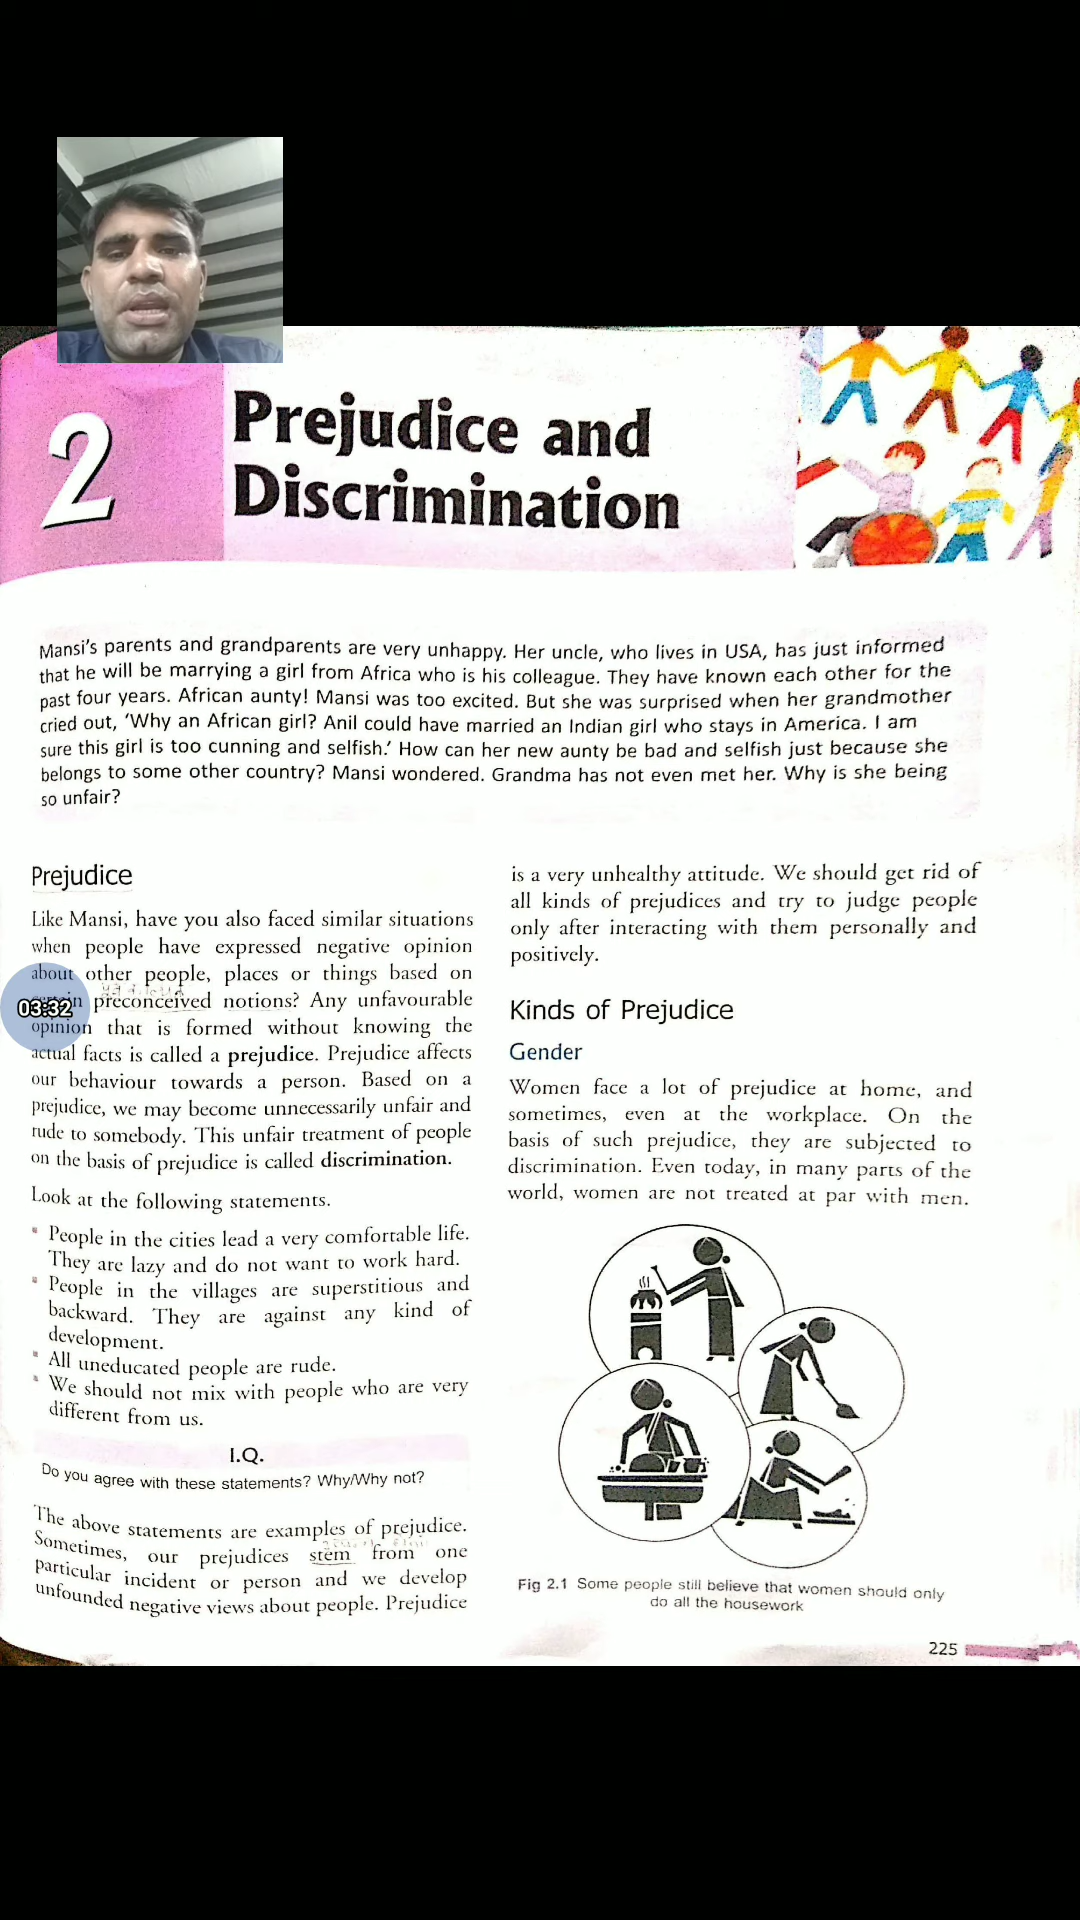 2
Prejudice and
Discrimination
Mansi's parents and grandparents are very unhappy. Her uncle, who lives in USA, has just informed
that he will be marrying a girl from Africa who is his colleague. They have known each other for the
past four years. African aunty! Mansi was too excited. But she was surprised when her grandmother
cried out, 'Why an African girl? Anil could have married an Indian girl who stays in America. I am
sure this girl is too cunning and selfish.' How can her new aunty be bad and selfish just because she
belongs to some other country? Mansi wondered. Grandma has not even met her. Why is she being
so unfair?
Prejudice
Like Mansi, have you also faced similar situations
when people have expressed negative opinion
about other people, places or things based on
certain preconceived notions? Any unfavourable
03:32
opinion that is formed without knowing the
actual facts is called a prejudice. Prejudice affects
our behaviour towards a person. Based on a
prejudice, we may become unnecessarily unfair and
rude to somebody. This unfair treatment of people
on the basis of prejudice is called discrimination.
Look at the following statements.
People in the cities lead a very comfortable life.
They are lazy and do not want to work hard.
People in the villages are superstitious and
backward. They are against any kind of
development.
All uneducated people are rude.
We should not mix with people who are very
different from us.
I.Q.
Do you agree with these statements? Why/Why not?
The above statements are examples of prejudice.
Sometimes, our prejudices stem from one
particular incident or person and we develop
unfounded negative views about people. Prejudice
is a very unhealthy attitude. We should get rid of
all kinds of prejudices and try to judge people
only after interacting with them personally and
positively.
Kinds of Prejudice
Gender
Women face a lot of prejudice at home, and
sometimes, even at the workplace. On the
basis of such prejudice, they are subjected to
discrimination. Even today, in many parts of the
world, women are not treated at par with men.
Fig 2.1 Some people still believe that women should only
do all the housework
225